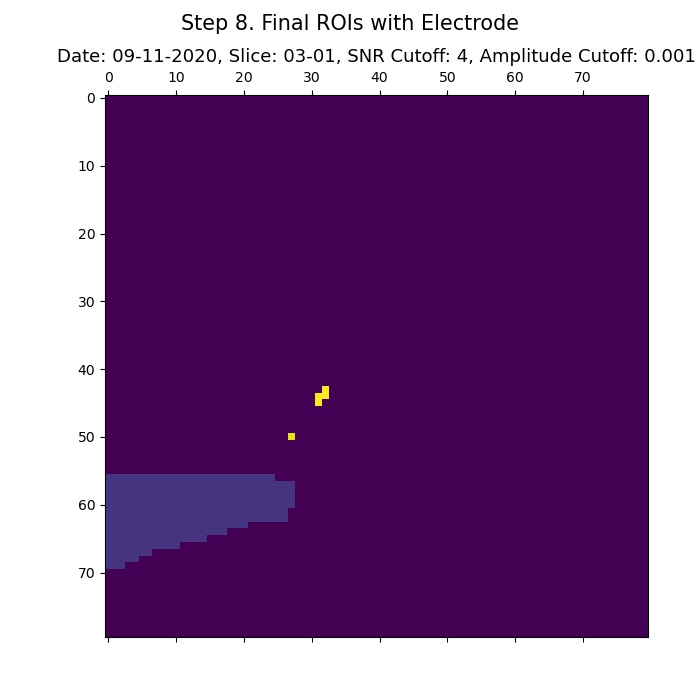 Step 8. Final ROIs with Electrode
Date: 09-11-2020, Slice: 03-01, SNR Cutoff: 4, Amplitude Cutoff: 0.001
0 10 20 30 40 50 60 70
0
10
20
30
40
50
60
70